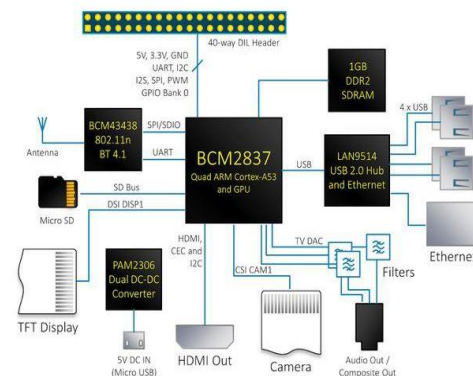 40-way DIL Header
5V, 3.3V, GND
UART, I2C
I2S, SPI, PWM
GPIO Bank 0
1GB
DDR2
SDRAM
BCM43438
802.11n
BT 4.1
SPI/SDIO
UART
Antenna
BCM2837
Quad ARM Cortex-A53
and GPU
USB
LAN9514
USB 2.0 Hub
and Ethernet
4 x USB
Micro SD
SD Bus
DSI DISP1
Ethernet
TFT Display
PAM2306
Dual DC-DC
Converter
5V DC IN
(Micro USB)
HDMI,
CEC and
I2C
HDMI Out
CSI CAM1
Camera
TV DAC
Filters
Audio Out /
Composite Out